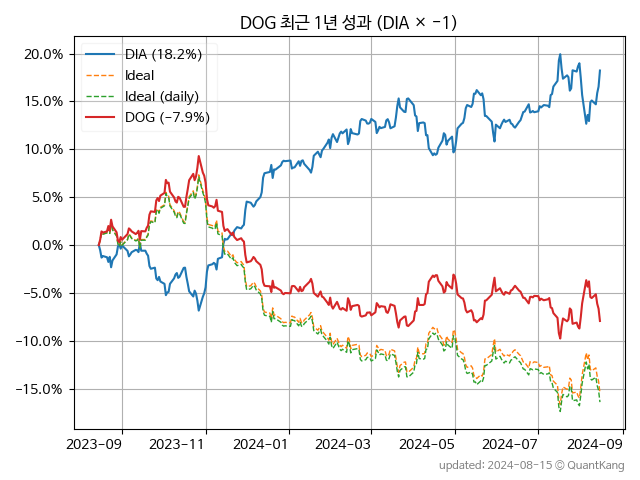 DOG 최근 1년 성과 (DIA × −1)
20.0%
15.0%
10.0%
5.0%
0.0%
−5.0%
−10.0%
−15.0%
DIA (18.2%)
Ideal
Ideal (daily)
DOG (−7.9%)
2023-09
2023-11
2024-01
2024-03
2024-05
2024-07
2024-09
updated: 2024-08-15 © QuantKang